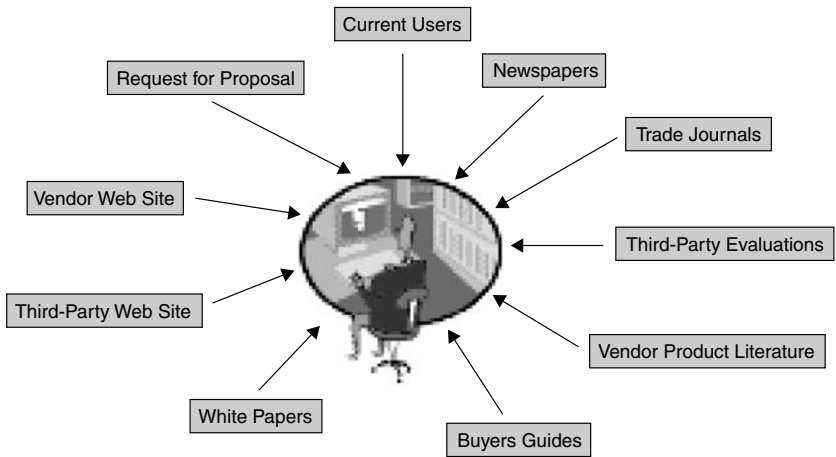 Current Users
Request for Proposal
Newspapers
Trade Journals
Vendor Web Site
Third-Party Evaluations
Third-Party Web Site
Vendor Product Literature
White Papers
Buyers Guides